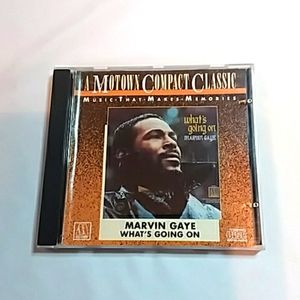 A MOTOWN COMPACT CLASSIC
MUSIC·THAT·MAKES·MEMORIES
what's
going on
MARVIN GAYE
MARVIN GAYE
WHAT'S GOING ON